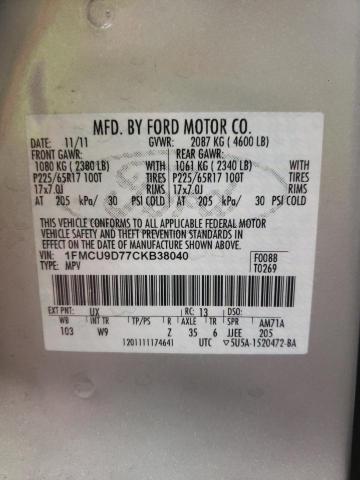 MFD. BY FORD MOTOR CO.
DATE: 11/11 GVWR: 2087 KG ( 4600 LB)
FRONT GAWR: REAR GAWR:
1080 KG ( 2380 LB) WITH 1061 KG ( 2340 LB) WITH
P225/65R17 100T TIRES P225/65R17 100T TIRES
17x7.0J RIMS 17x7.0J RIMS
AT 205 kPa/ 30 PSI COLD AT 205 kPa/ 30 PSI COLD
THIS VEHICLE CONFORMS TO ALL APPLICABLE FEDERAL MOTOR
VEHICLE SAFETY AND THEFT PREVENTION STANDARDS IN EFFECT ON
THE DATE OF MANUFACTURE SHOWN ABOVE.
VIN: 1FMCU9D77CKB38040 F0088
TYPE: MPV T0269
EXT PNT: UX RC: 13 DSO:
WB INT TR TP/PS R AXLE TR SPR AM71A
103 W9 Z 35 6 JJEE 205
1201111174641 UTC 5U5A-1520472-BA